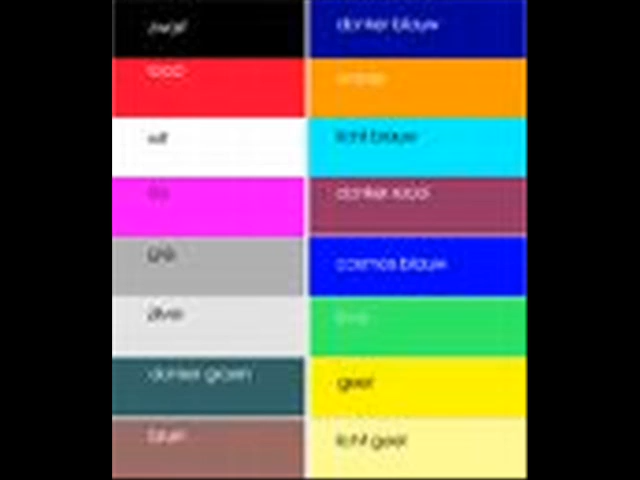 zwart
donker blauw
rood
oranje
wit
licht blauw
donker rood
grijs
cosmos blauw
zilver
donker groen
geel
bruin
licht geel